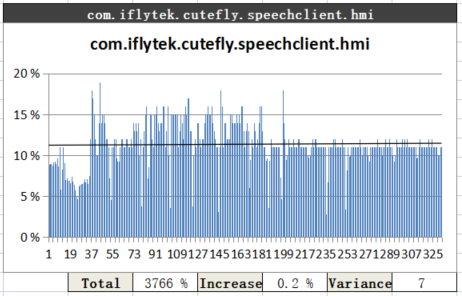 com.iflytek.cutefly.speechclient.hmi
com.iflytek.cutefly.speechclient.hmi
20%
15%
10%
5%
0%
1 19 37 55 73 91 109 127 145 163 181 199 217 235 253 271 289 307 325
Total 3766 % Increase 0.2 % Variance 7